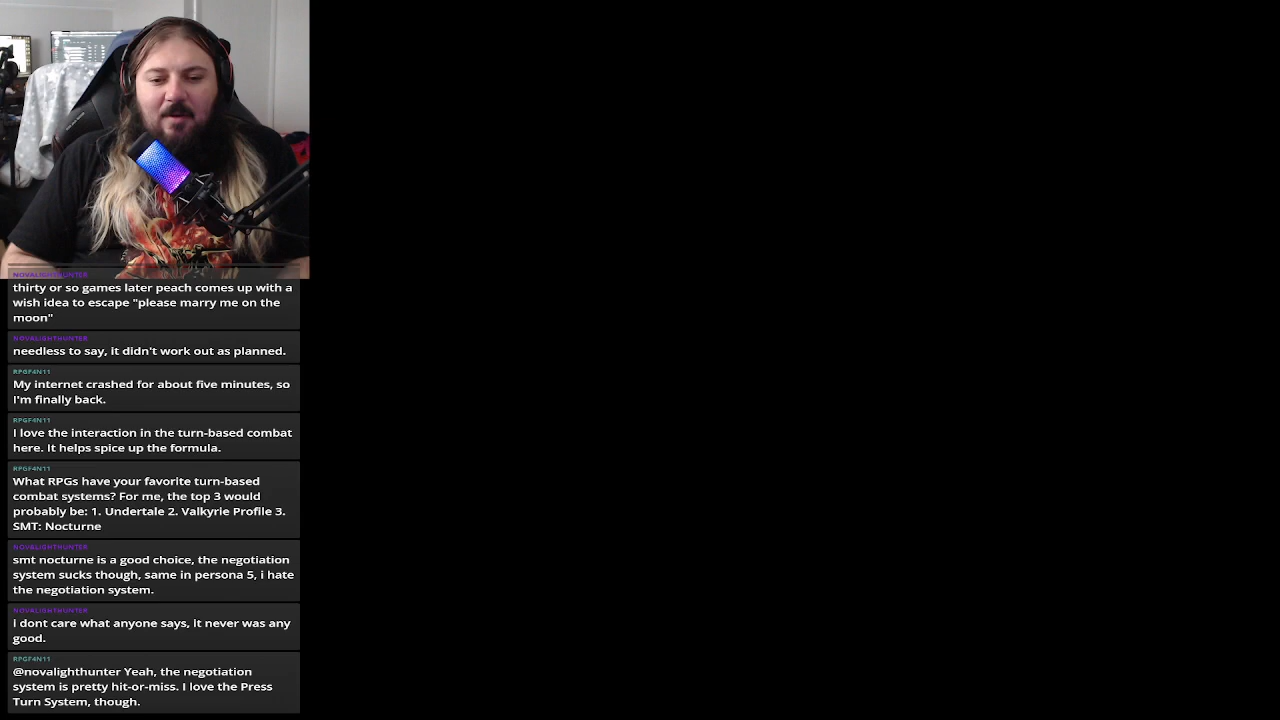 NOVALIGHTHUNTER
thirty or so games later peach comes up with a
wish idea to escape "please marry me on the
moon"
NOVALIGHTHUNTER
needless to say, it didn't work out as planned.
RPGF4N11
My internet crashed for about five minutes, so
I'm finally back.
RPGF4N11
I love the interaction in the turn-based combat
here. It helps spice up the formula.
RPGF4N11
What RPGs have your favorite turn-based
combat systems? For me, the top 3 would
probably be: 1. Undertale 2. Valkyrie Profile 3.
SMT: Nocturne
NOVALIGHTHUNTER
smt nocturne is a good choice, the negotiation
system sucks though, same in persona 5, i hate
the negotiation system.
NOVALIGHTHUNTER
i dont care what anyone says, it never was any
good.
RPGF4N11
@novalighthunter Yeah, the negotiation
system is pretty hit-or-miss. I love the Press
Turn System, though.